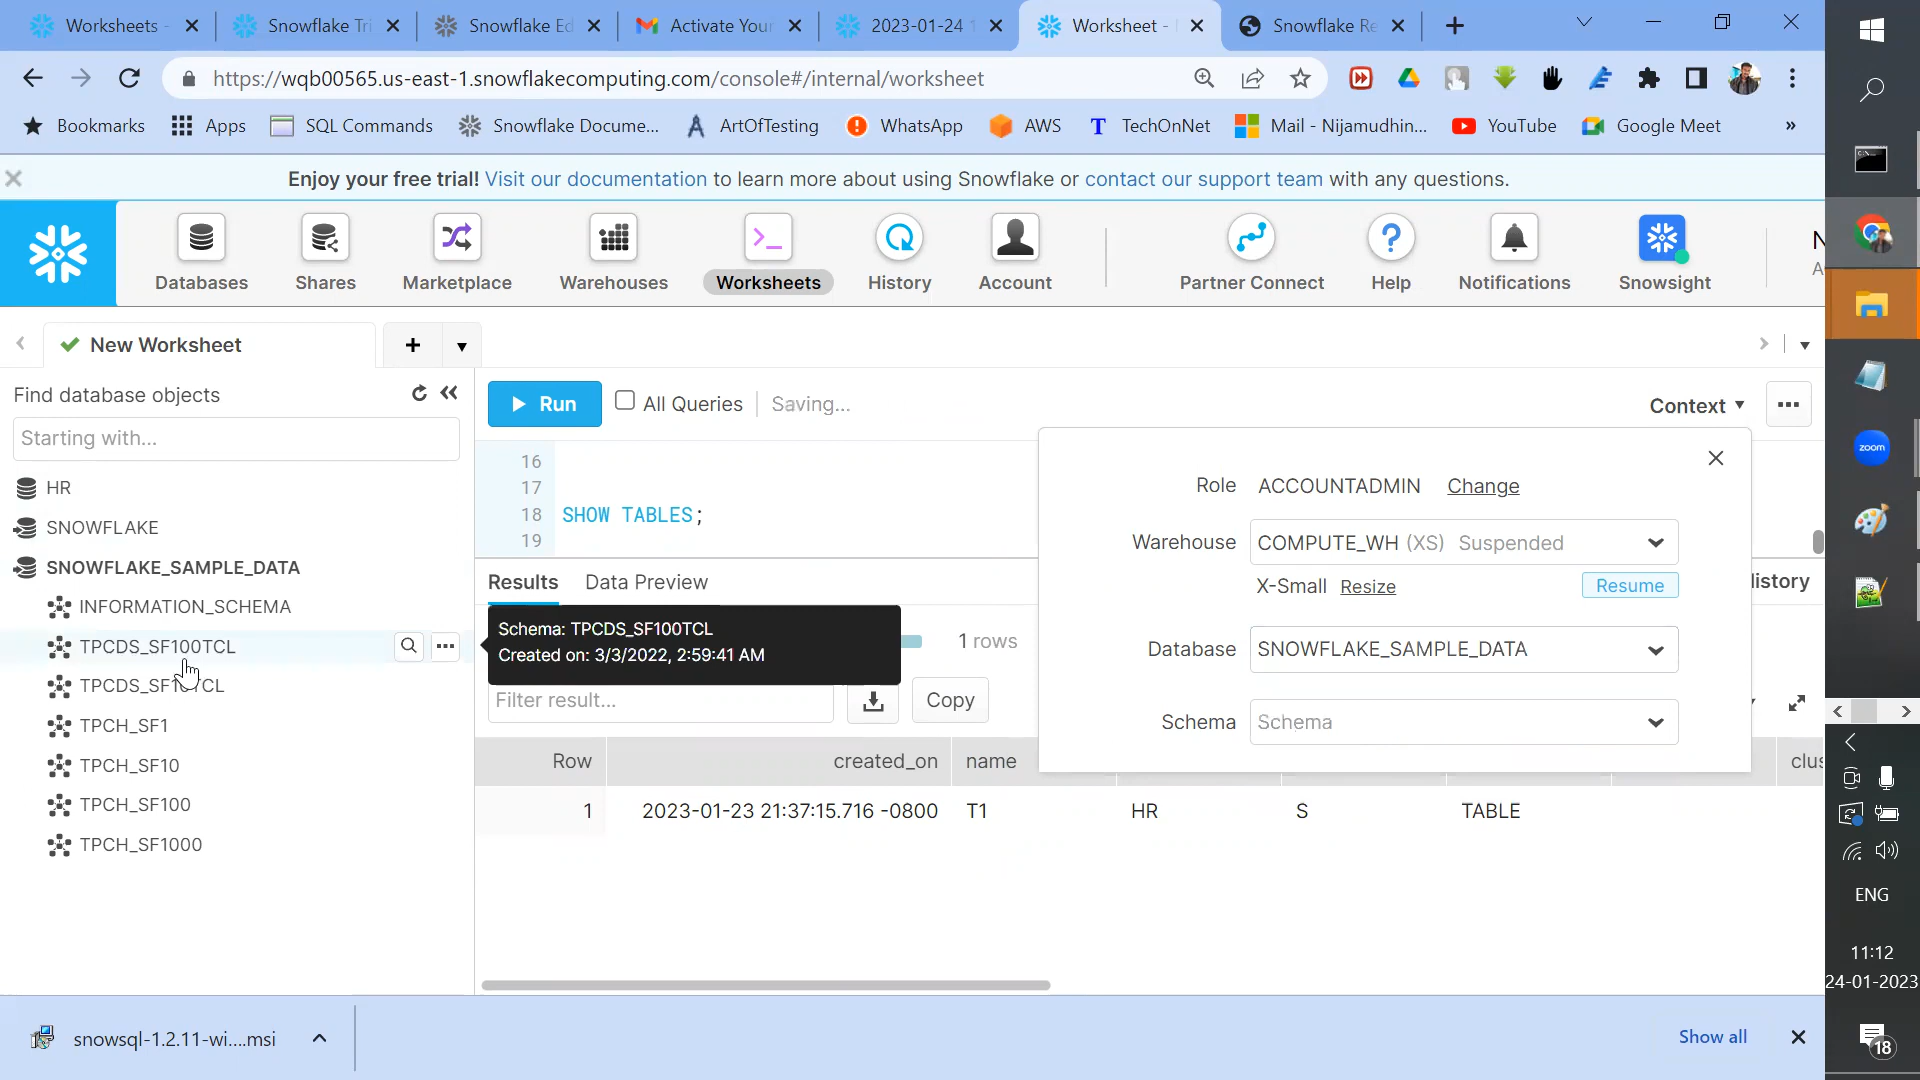 Worksheets -
Snowflake Tri
Snowflake Ed
Activate Your
2023-01-24 1
Worksheet -
Snowflake Re
https://wqb00565.us-east-1.snowflakecomputing.com/console#/internal/worksheet
Bookmarks
Apps
SQL Commands
Snowflake Docume...
ArtOfTesting
WhatsApp
AWS
T TechOnNet
Mail - Nijamudhin...
YouTube
Google Meet
»
Enjoy your free trial! Visit our documentation to learn more about using Snowflake or contact our support team with any questions.
Databases
Shares
Marketplace
Warehouses
Worksheets
History
Account
Partner Connect
Help
Notifications
Snowsight
New Worksheet
Find database objects
Starting with...
HR
SNOWFLAKE
SNOWFLAKE_SAMPLE_DATA
INFORMATION_SCHEMA
TPCDS_SF100TCL
TPCDS_SF10TCL
TPCH_SF1
TPCH_SF10
TPCH_SF100
TPCH_SF1000
Run
All Queries
Saving...
Context
16
17
18 SHOW TABLES;
19
Role ACCOUNTADMIN Change
Warehouse COMPUTE_WH (XS) Suspended
X-Small Resize Resume
Database SNOWFLAKE_SAMPLE_DATA
Schema Schema
Results Data Preview
listory
Schema: TPCDS_SF100TCL
Created on: 3/3/2022, 2:59:41 AM
1 rows
Filter result...
Copy
Row created_on name clus
1 2023-01-23 21:37:15.716 -0800 T1 HR S TABLE
snowsql-1.2.11-wi....msi
Show all
zoom
ENG
11:12
24-01-2023
18